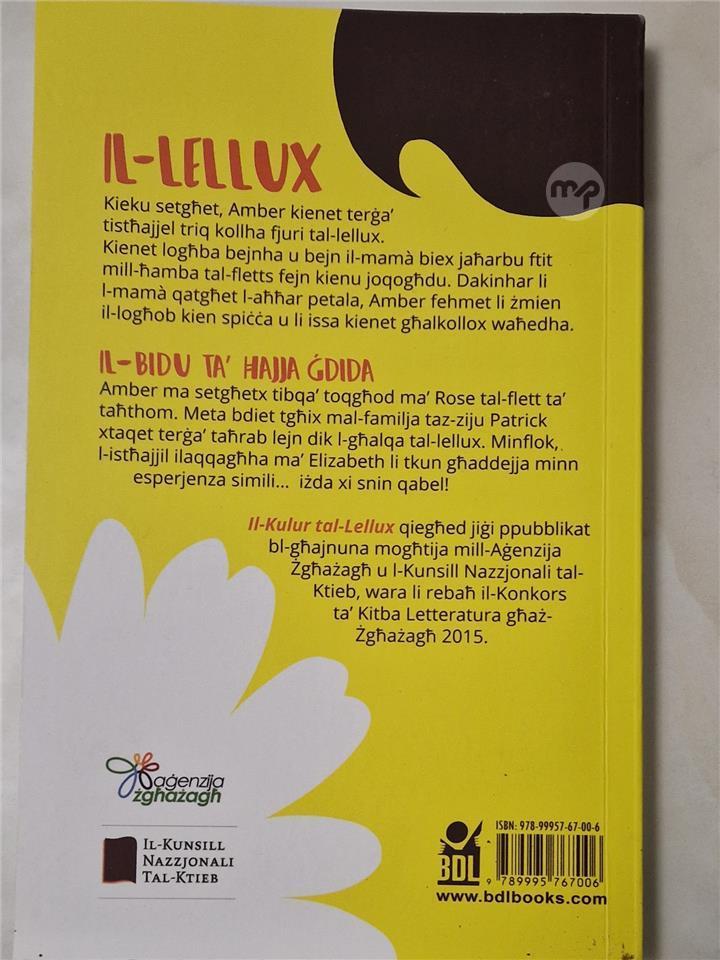 IL-LELLUX
Kieku setgħet, Amber kienet terġa'
tistħajjel triq kollha fjuri tal-lellux.
Kienet logħba bejnha u bejn il-mamà biex jaħarbu ftit
mill-ħamba tal-fletts fejn kienu joqogħdu. Dakinhar li
l-mamà qatgħet l-aħħar petala, Amber fehmet li żmien
il-logħob kien spiċċa u li issa kienet għalkollox waħedha.
IL-BIDU TA' ĦAJJA ĠDIDA
Amber ma setgħetx tibqa' toqgħod ma' Rose tal-flett ta'
taħthom. Meta bdiet tgħix mal-familja taz-ziju Patrick
xtaqet terġa' taħrab lejn dik l-għalqa tal-lellux. Minflok,
l-istħajjil ilaqqagħha ma' Elizabeth li tkun għaddejja minn
esperjenza simili... iżda xi snin qabel!
Il-Kulur tal-Lellux qiegħed jiġi ppubblikat
bl-għajnuna mogħtija mill-Aġenzija
Żgħażagħ u l-Kunsill Nazzjonali tal-
Ktieb, wara li rebaħ il-Konkors
ta' Kitba Letteratura għaż-
Żgħażagħ 2015.
aġenzija
żgħażagħ
IL-KUNSILL
NAZZJONALI
TAL-KTIEB
BDL
ISBN: 978-99957-67-00-6
9 789995 767006
www.bdlbooks.com
mp